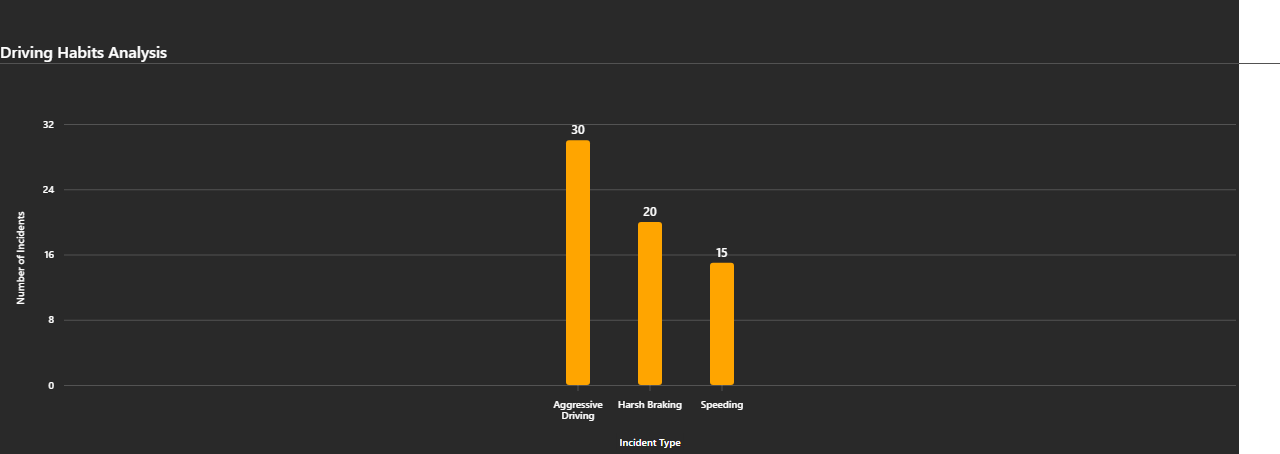 Driving Habits Analysis
32
30
24
20
16
15
8
0
Number of Incidents
Aggressive
Driving
Harsh Braking
Speeding
Incident Type